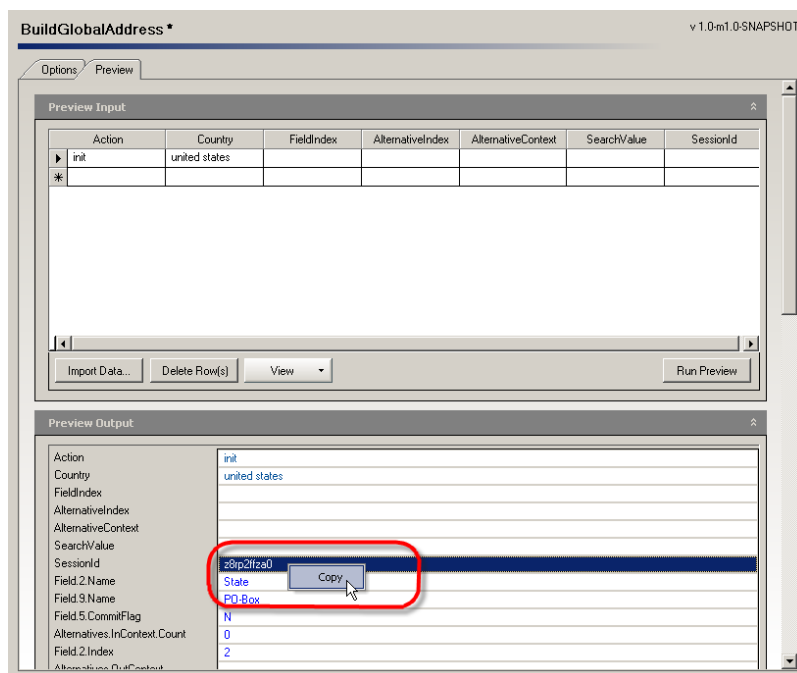 BuildGlobalAddress *
v 1.0-m1.0-SNAPSHOT
Options Preview
Preview Input
Action Country FieldIndex AlternativeIndex AlternativeContext SearchValue SessionId
init united states
Import Data... Delete Row(s) View Run Preview
Preview Output
Action init
Country united states
FieldIndex
AlternativeIndex
AlternativeContext
SearchValue
SessionId z8rp2ffza0
Copy
Field.2.Name State
Field.9.Name PO-Box
Field.5.CommitFlag N
Alternatives.InContext.Count 0
Field.2.Index 2
Alternatives.OutContext